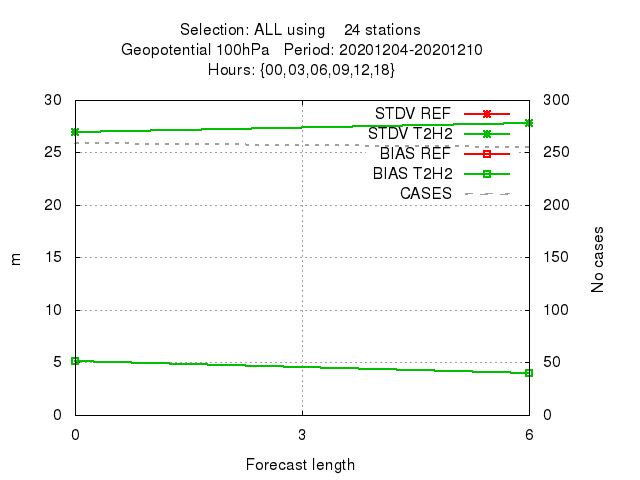 Selection: ALL using    24 stations
Geopotential 100hPa   Period: 20201204-20201210
Hours: {00,03,06,09,12,18}
30
25
20
15
10
5
0
m
STDV REF
STDV T2H2
BIAS REF
BIAS T2H2
CASES
300
250
200
150
100
50
0
No cases
0
3
6
Forecast length